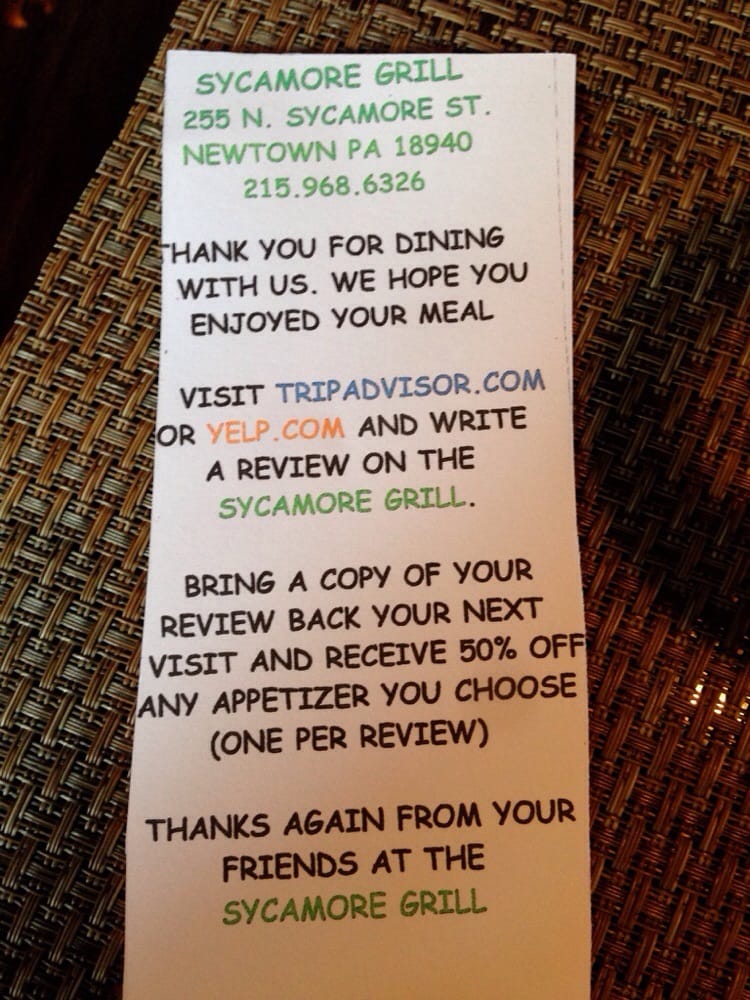 SYCAMORE GRILL
255 N. SYCAMORE ST.
NEWTOWN PA 18940
215.968.6326
THANK YOU FOR DINING
WITH US. WE HOPE YOU
ENJOYED YOUR MEAL
VISIT TRIPADVISOR.COM
OR YELP.COM AND WRITE
A REVIEW ON THE
SYCAMORE GRILL.
BRING A COPY OF YOUR
REVIEW BACK YOUR NEXT
VISIT AND RECEIVE 50% OFF
ANY APPETIZER YOU CHOOSE
(ONE PER REVIEW)
THANKS AGAIN FROM YOUR
FRIENDS AT THE
SYCAMORE GRILL